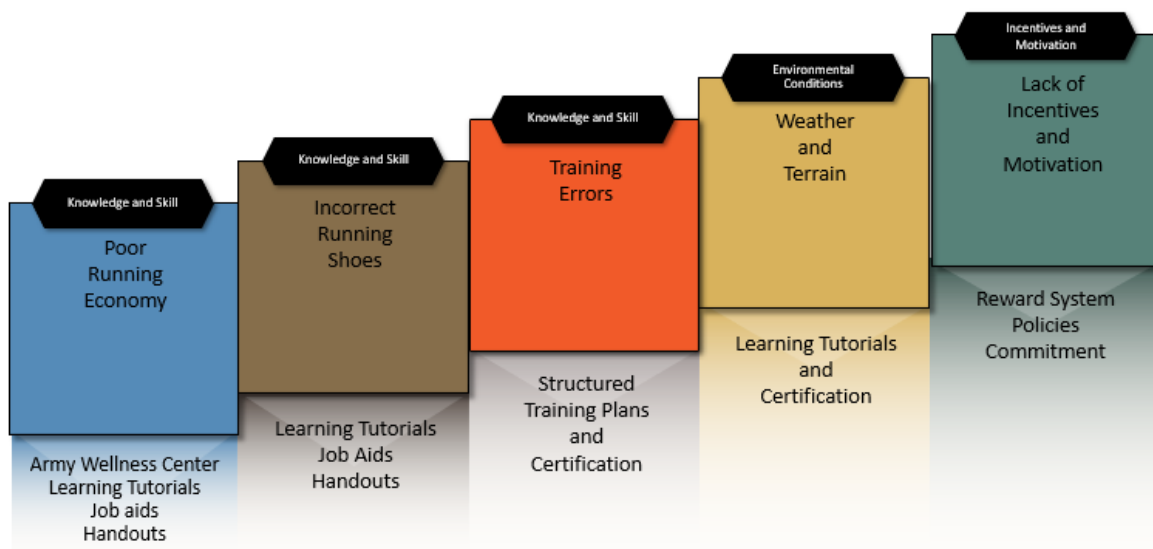 Knowledge and Skill
Poor
Running
Economy
Army Wellness Center
Learning Tutorials
Job aids
Handouts
Knowledge and Skill
Incorrect
Running
Shoes
Learning Tutorials
Job Aids
Handouts
Knowledge and Skill
Training
Errors
Structured
Training Plans
and
Certification
Environmental
Conditions
Weather
and
Terrain
Learning Tutorials
and
Certification
Incentives and
Motivation
Lack of
Incentives
and
Motivation
Reward System
Policies
Commitment